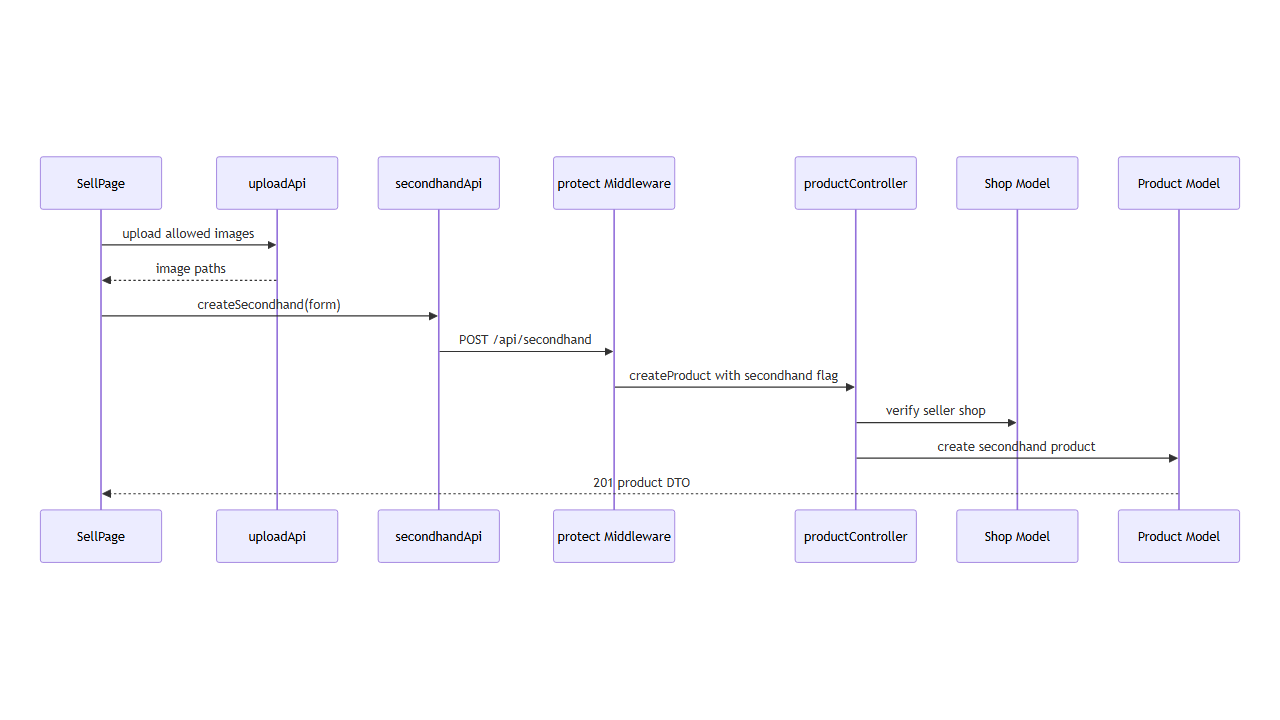 SellPage
uploadApi
secondhandApi
protect Middleware
productController
Shop Model
Product Model
upload allowed images
image paths
createSecondhand(form)
POST /api/secondhand
createProduct with secondhand flag
verify seller shop
create secondhand product
201 product DTO
SellPage
uploadApi
secondhandApi
protect Middleware
productController
Shop Model
Product Model